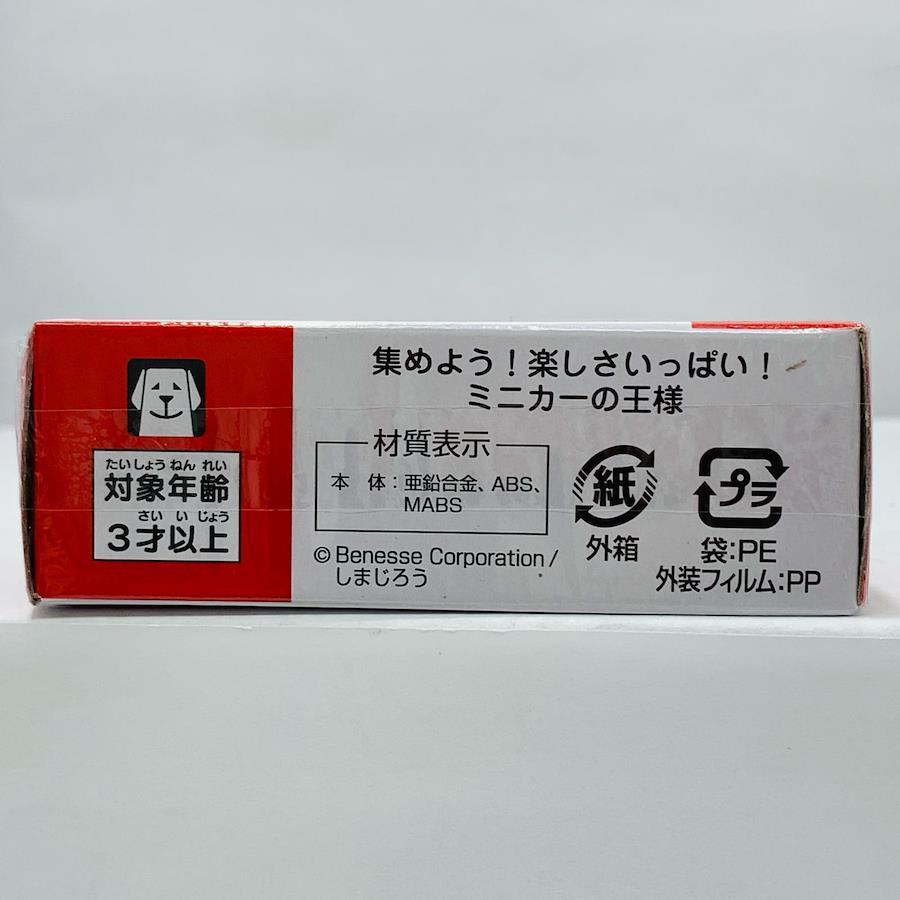 集めよう！楽しさいっぱい！
ミニカーの王様
たいしょうねんれい
対象年齢
さいいじょう
3才以上
材質表示
本体：亜鉛合金、ABS、
MABS
© Benesse Corporation/
しまじろう
紙
外箱
プラ
袋:PE
外装フィルム:PP